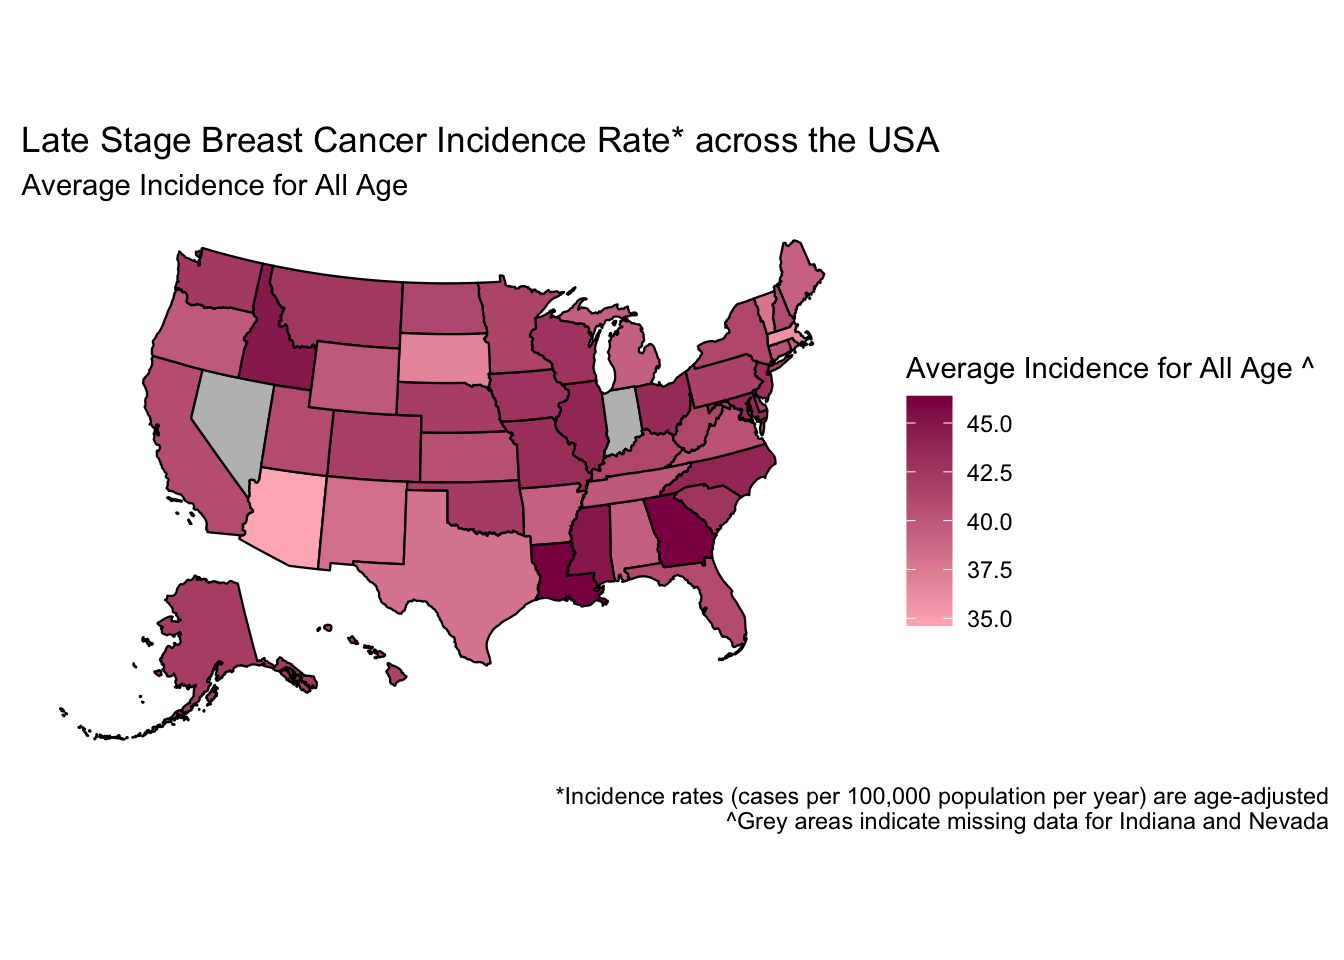 Late Stage Breast Cancer Incidence Rate* across the USA
Average Incidence for All Age
Average Incidence for All Age ^
45.0
42.5
40.0
37.5
35.0
*Incidence rates (cases per 100,000 population per year) are age-adjusted
^Grey areas indicate missing data for Indiana and Nevada